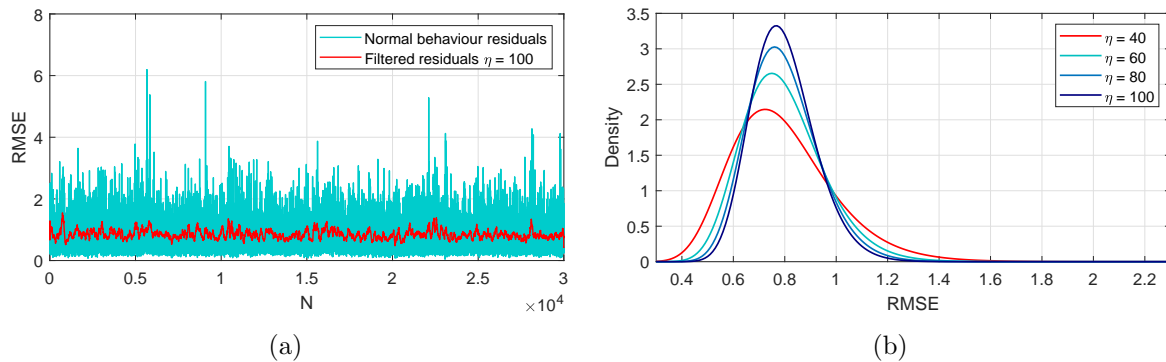 8
6
4
2
0
RMSE
0 0.5 1 1.5 2 2.5 3
N
×10⁴
Normal behaviour residuals
Filtered residuals η = 100
(a)
3.5
3
2.5
2
1.5
1
0.5
0
Density
0.4 0.6 0.8 1 1.2 1.4 1.6 1.8 2 2.2
RMSE
η = 40
η = 60
η = 80
η = 100
(b)